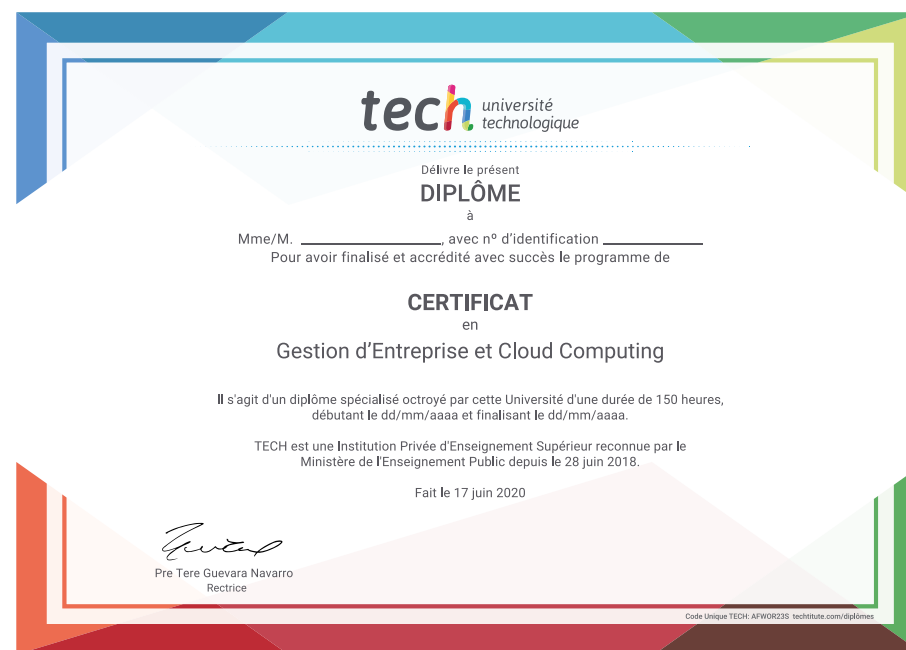 tech université
technologique
Délivre le présent
DIPLÔME
à
Mme/M. ____________________, avec nº d'identification ______________
Pour avoir finalisé et accrédité avec succès le programme de
CERTIFICAT
en
Gestion d'Entreprise et Cloud Computing
Il s'agit d'un diplôme spécialisé octroyé par cette Université d'une durée de 150 heures,
débutant le dd/mm/aaaa et finalisant le dd/mm/aaaa.
TECH est une Institution Privée d'Enseignement Supérieur reconnue par le
Ministère de l'Enseignement Public depuis le 28 juin 2018.
Fait le 17 juin 2020
Pre Tere Guevara Navarro
Rectrice
Code Unique TECH: AFWOR23S techtitute.com/diplômes